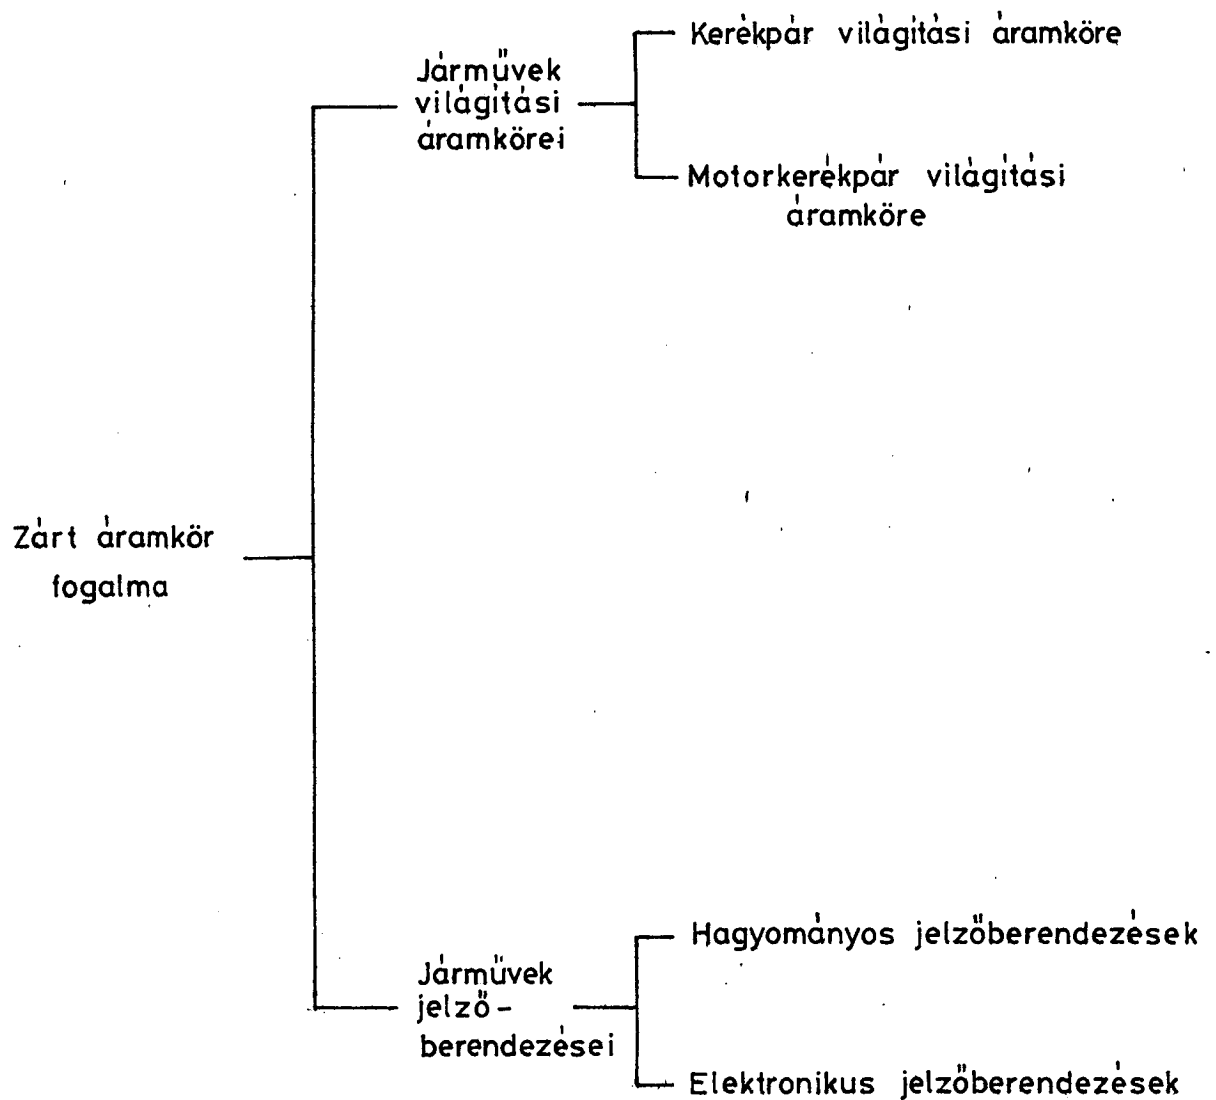 Kerékpár világítási áramköre
Járművek
világítási
áramkörei
Motorkerékpár világítási
áramköre
Zárt áramkör
fogalma
Hagyományos jelzőberendezések
Járművek
jelző-
berendezései
Elektronikus jelzőberendezések